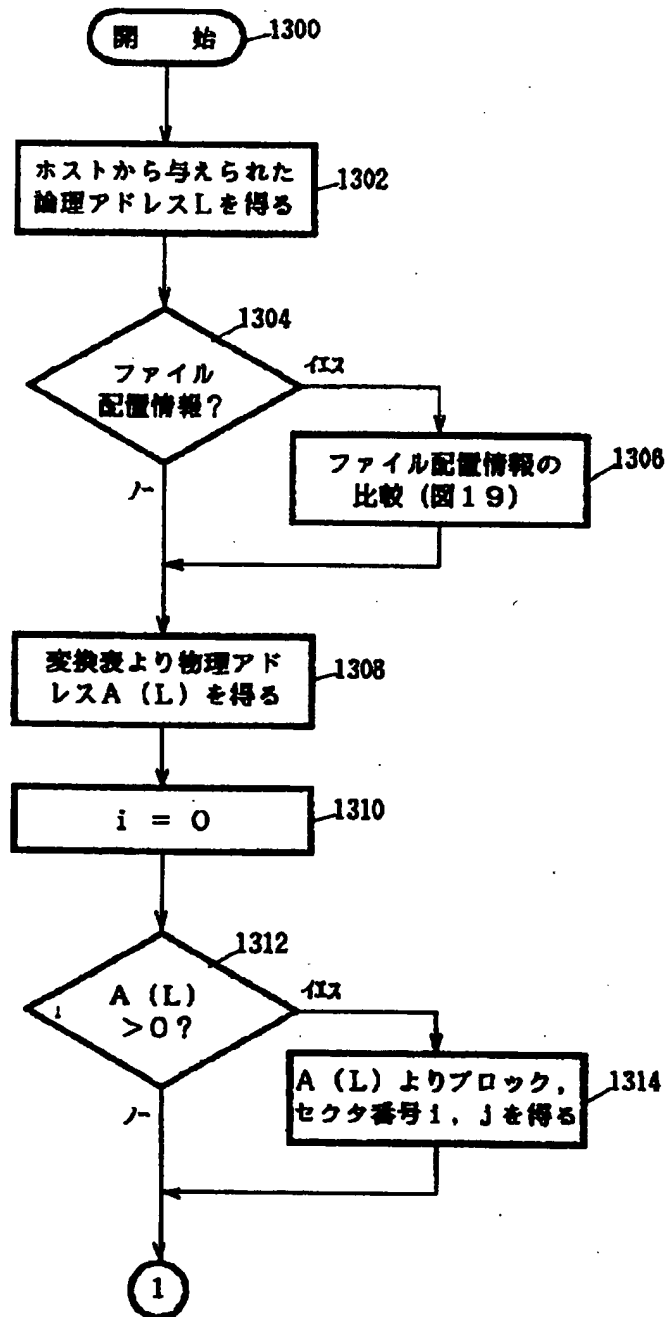 開 始
1300
ホストから与えられた
論理アドレスLを得る
1302
1304
ファイル
配置情報?
イエス
ノー
ファイル配置情報の
比較(図19)
1306
変換表より物理アド
レスA(L)を得る
1308
i = 0
1310
1312
A(L)
>0?
イエス
ノー
A(L)よりブロック,
セクタ番号i, jを得る
1314
1